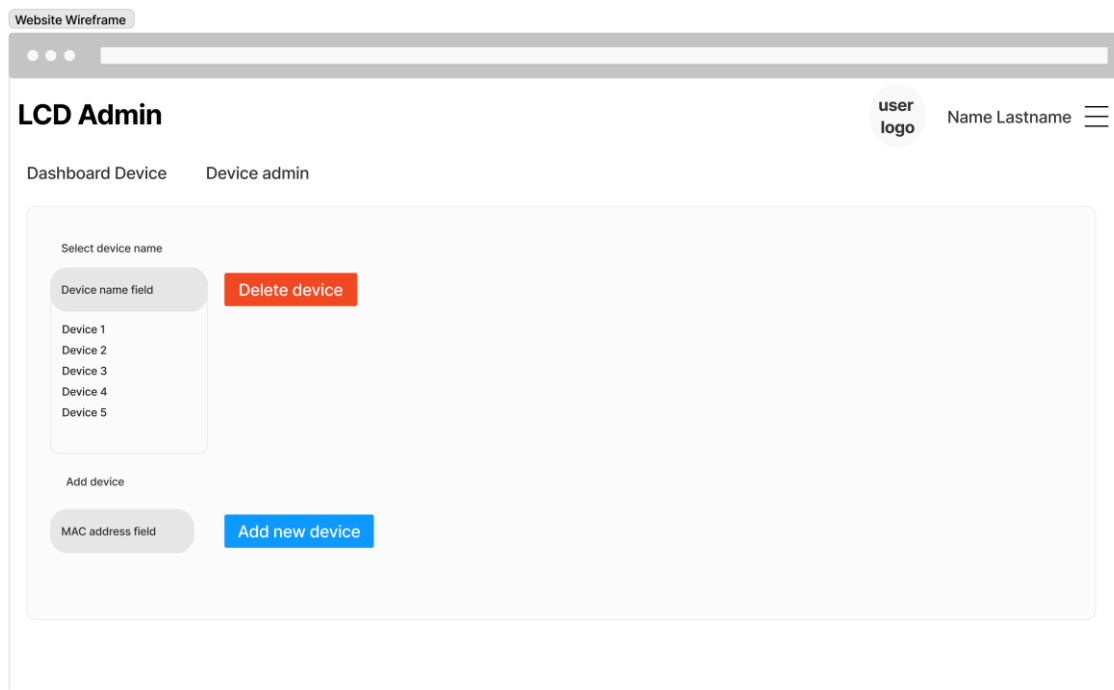 Website Wireframe
LCD Admin
user
logo
Name Lastname
Dashboard Device
Device admin
Select device name
Device name field
Delete device
Device 1
Device 2
Device 3
Device 4
Device 5
Add device
MAC address field
Add new device